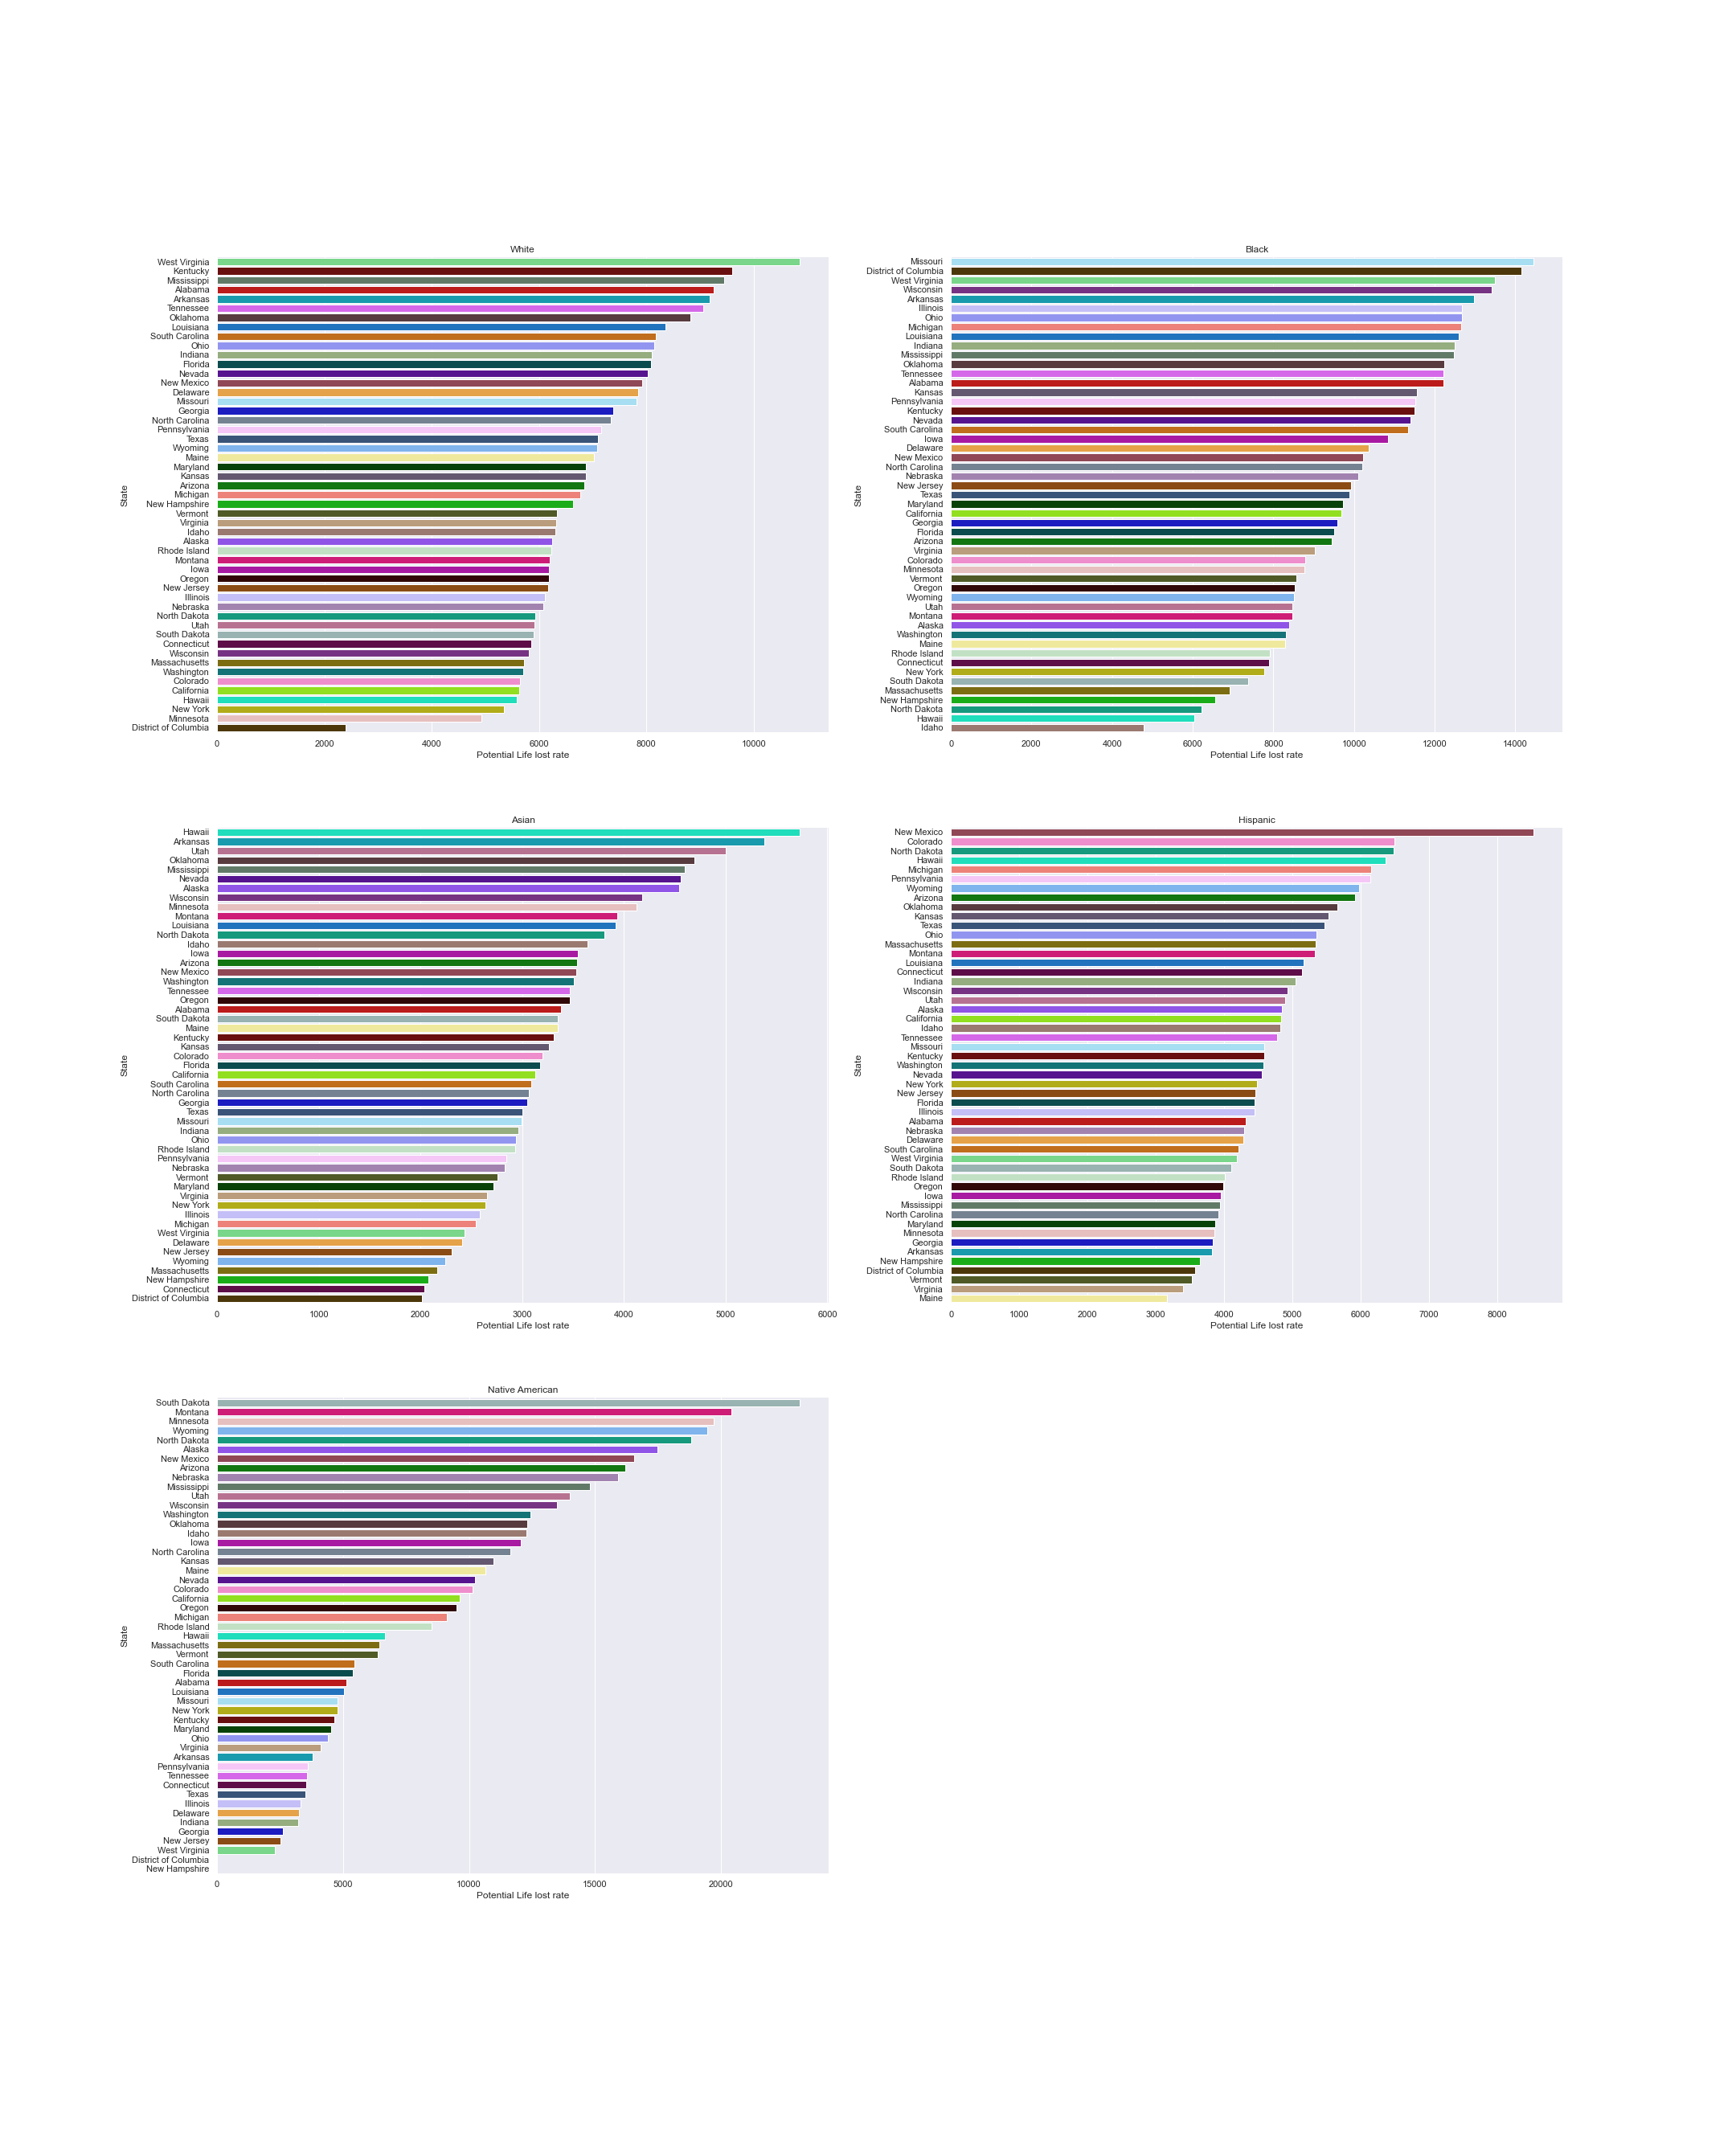 White
West Virginia
Kentucky
Mississippi
Alabama
Arkansas
Tennessee
Oklahoma
Louisiana
South Carolina
Ohio
Indiana
Florida
Nevada
New Mexico
Delaware
Missouri
Georgia
North Carolina
Pennsylvania
Texas
Wyoming
Maine
Maryland
Kansas
Arizona
Michigan
New Hampshire
Vermont
Virginia
Idaho
Alaska
Rhode Island
Montana
Iowa
Oregon
New Jersey
Illinois
Nebraska
North Dakota
Utah
South Dakota
Connecticut
Wisconsin
Massachusetts
Washington
Colorado
California
Hawaii
New York
Minnesota
District of Columbia
State
0 2000 4000 6000 8000 10000
Potential Life lost rate
Black
Missouri
District of Columbia
West Virginia
Wisconsin
Arkansas
Illinois
Ohio
Michigan
Louisiana
Indiana
Mississippi
Oklahoma
Tennessee
Alabama
Kansas
Pennsylvania
Kentucky
Nevada
South Carolina
Iowa
Delaware
New Mexico
North Carolina
Nebraska
New Jersey
Texas
Maryland
California
Georgia
Florida
Arizona
Virginia
Colorado
Minnesota
Vermont
Oregon
Wyoming
Utah
Montana
Alaska
Washington
Maine
Rhode Island
Connecticut
New York
South Dakota
Massachusetts
New Hampshire
North Dakota
Hawaii
Idaho
State
0 2000 4000 6000 8000 10000 12000 14000
Potential Life lost rate
Asian
Hawaii
Arkansas
Utah
Oklahoma
Mississippi
Nevada
Alaska
Wisconsin
Minnesota
Montana
Louisiana
North Dakota
Idaho
Iowa
Arizona
New Mexico
Washington
Tennessee
Oregon
Alabama
South Dakota
Maine
Kentucky
Kansas
Colorado
Florida
California
South Carolina
North Carolina
Georgia
Texas
Missouri
Indiana
Ohio
Rhode Island
Pennsylvania
Nebraska
Vermont
Maryland
Virginia
New York
Illinois
Michigan
West Virginia
Delaware
New Jersey
Wyoming
Massachusetts
New Hampshire
Connecticut
District of Columbia
State
0 1000 2000 3000 4000 5000 6000
Potential Life lost rate
Hispanic
New Mexico
Colorado
North Dakota
Hawaii
Michigan
Pennsylvania
Wyoming
Arizona
Oklahoma
Kansas
Texas
Ohio
Massachusetts
Montana
Louisiana
Connecticut
Indiana
Wisconsin
Utah
Alaska
California
Idaho
Tennessee
Missouri
Kentucky
Washington
Nevada
New York
New Jersey
Florida
Illinois
Alabama
Nebraska
Delaware
South Carolina
West Virginia
South Dakota
Rhode Island
Oregon
Iowa
Mississippi
North Carolina
Maryland
Minnesota
Georgia
Arkansas
New Hampshire
District of Columbia
Vermont
Virginia
Maine
State
0 1000 2000 3000 4000 5000 6000 7000 8000
Potential Life lost rate
Native American
South Dakota
Montana
Minnesota
Wyoming
North Dakota
Alaska
New Mexico
Arizona
Nebraska
Mississippi
Utah
Wisconsin
Washington
Oklahoma
Idaho
Iowa
North Carolina
Kansas
Maine
Nevada
Colorado
California
Oregon
Michigan
Rhode Island
Hawaii
Massachusetts
Vermont
South Carolina
Florida
Alabama
Louisiana
Missouri
New York
Kentucky
Maryland
Ohio
Virginia
Arkansas
Pennsylvania
Tennessee
Connecticut
Texas
Illinois
Delaware
Indiana
Georgia
New Jersey
West Virginia
District of Columbia
New Hampshire
State
0 5000 10000 15000 20000
Potential Life lost rate